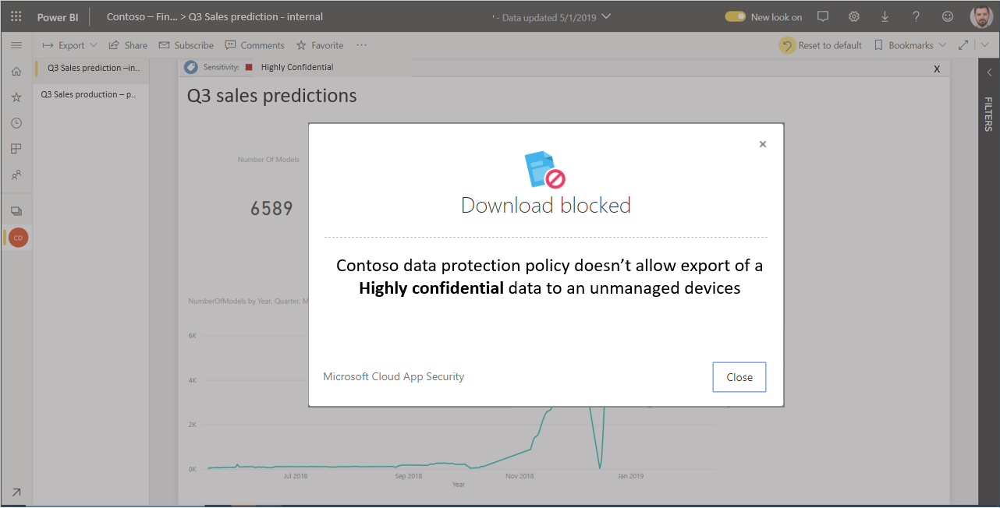 Power BI
Contoso – Fin... > Q3 Sales prediction - internal
- Data updated 5/1/2019
New look on
Export
Share
Subscribe
Comments
Favorite
...
Reset to default
Bookmarks
Q3 Sales prediction –in..
Q3 Sales production – p..
Sensitivity:
Highly Confidential
X
FILTERS
Q3 sales predictions
Number Of Models
6589
CD
Download blocked
Contoso data protection policy doesn’t allow export of a
Highly confidential data to an unmanaged devices
Microsoft Cloud App Security
Close
NumberOfModels by Year, Quarter, M
6K
4K
2K
0K
Jul 2018
Sep 2018
Nov 2018
Jan 2019
Year